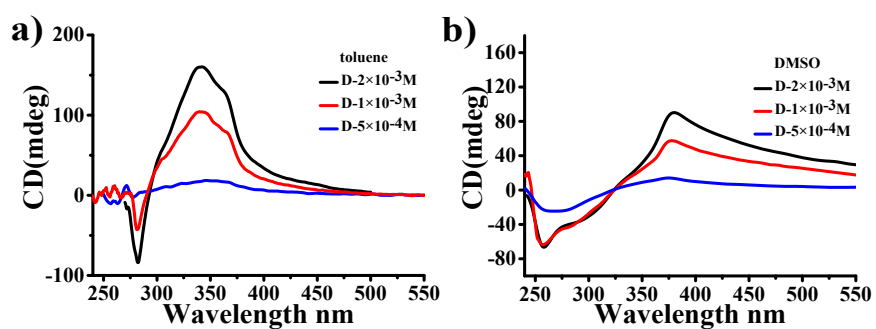 a)
toluene
D-2×10⁻³M
D-1×10⁻³M
D-5×10⁻⁴M
CD(mdeg)
200
100
0
-100
250 300 350 400 450 500 550
Wavelength nm
b)
DMSO
D-2×10⁻³M
D-1×10⁻³M
D-5×10⁻⁴M
CD(mdeg)
160
120
80
40
0
-40
-80
250 300 350 400 450 500 550
Wavelength nm